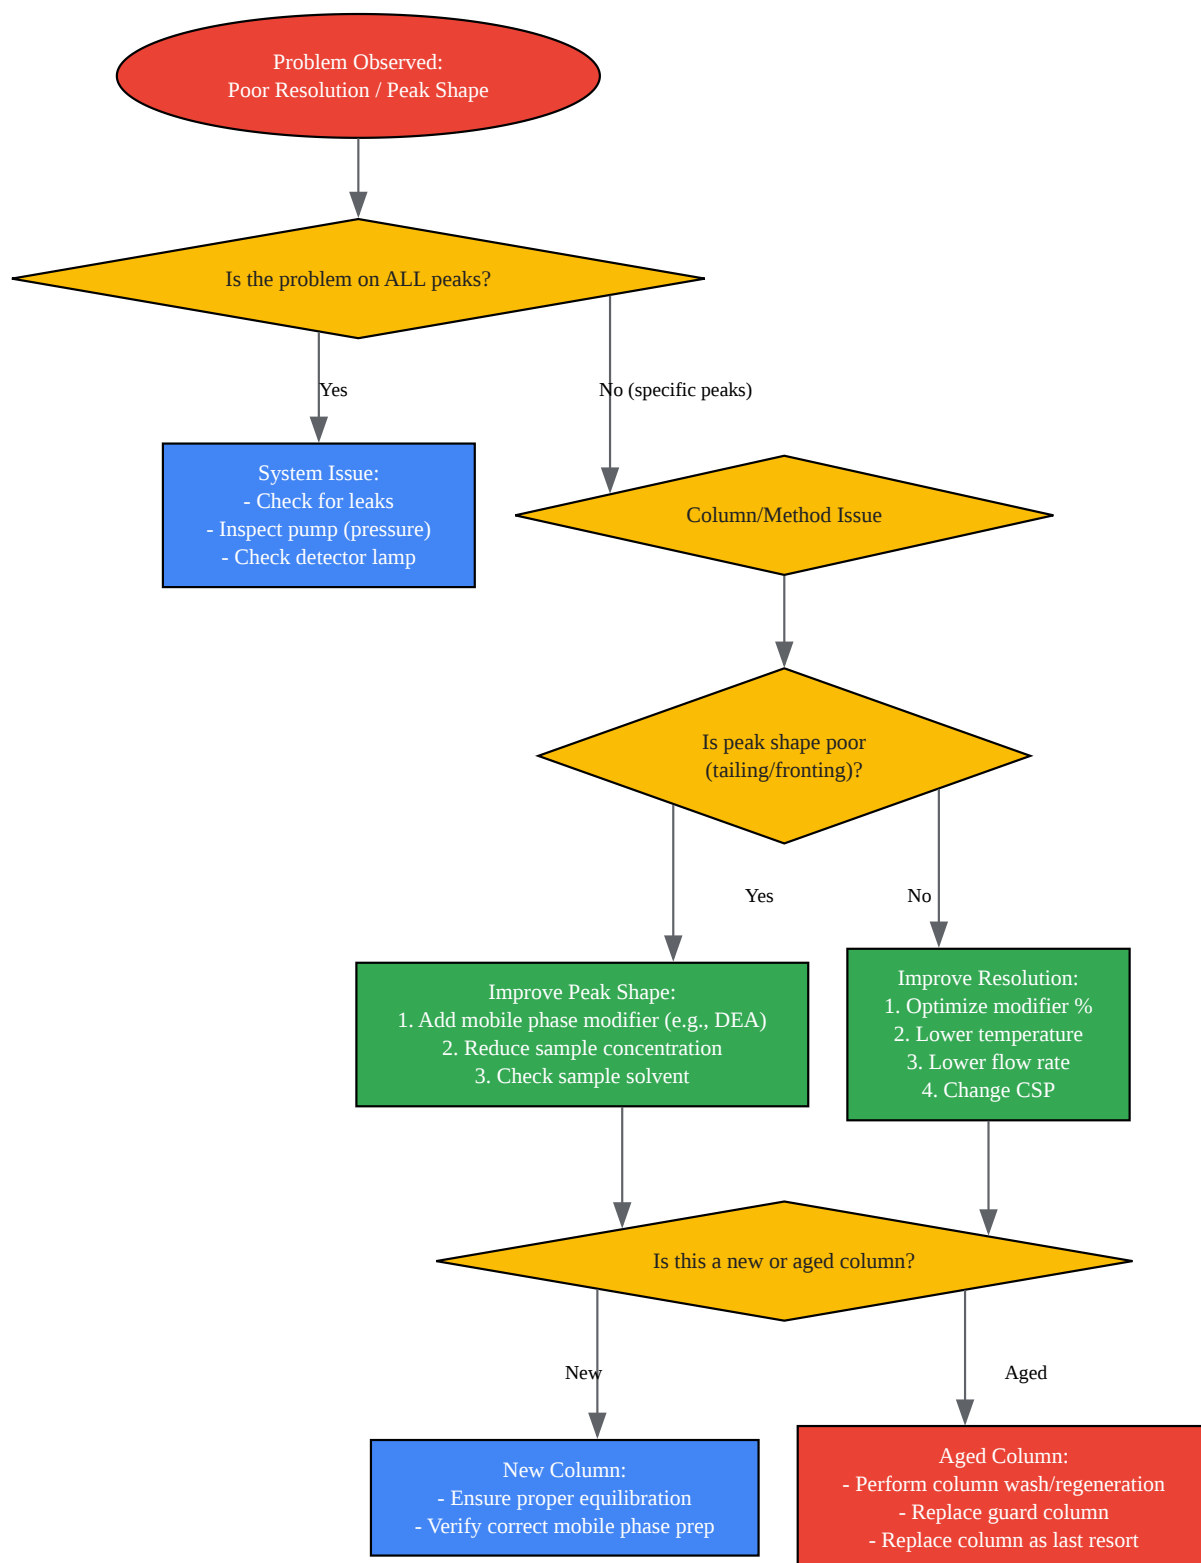 Problem Observed:
Poor Resolution / Peak Shape
Is the problem on ALL peaks?
Yes
No (specific peaks)
System Issue:
- Check for leaks
- Inspect pump (pressure)
- Check detector lamp
Column/Method Issue
Is peak shape poor
(tailing/fronting)?
Yes
No
Improve Peak Shape:
1. Add mobile phase modifier (e.g., DEA)
2. Reduce sample concentration
3. Check sample solvent
Improve Resolution:
1. Optimize modifier %
2. Lower temperature
3. Lower flow rate
4. Change CSP
Is this a new or aged column?
New
Aged
New Column:
- Ensure proper equilibration
- Verify correct mobile phase prep
Aged Column:
- Perform column wash/regeneration
- Replace guard column
- Replace column as last resort